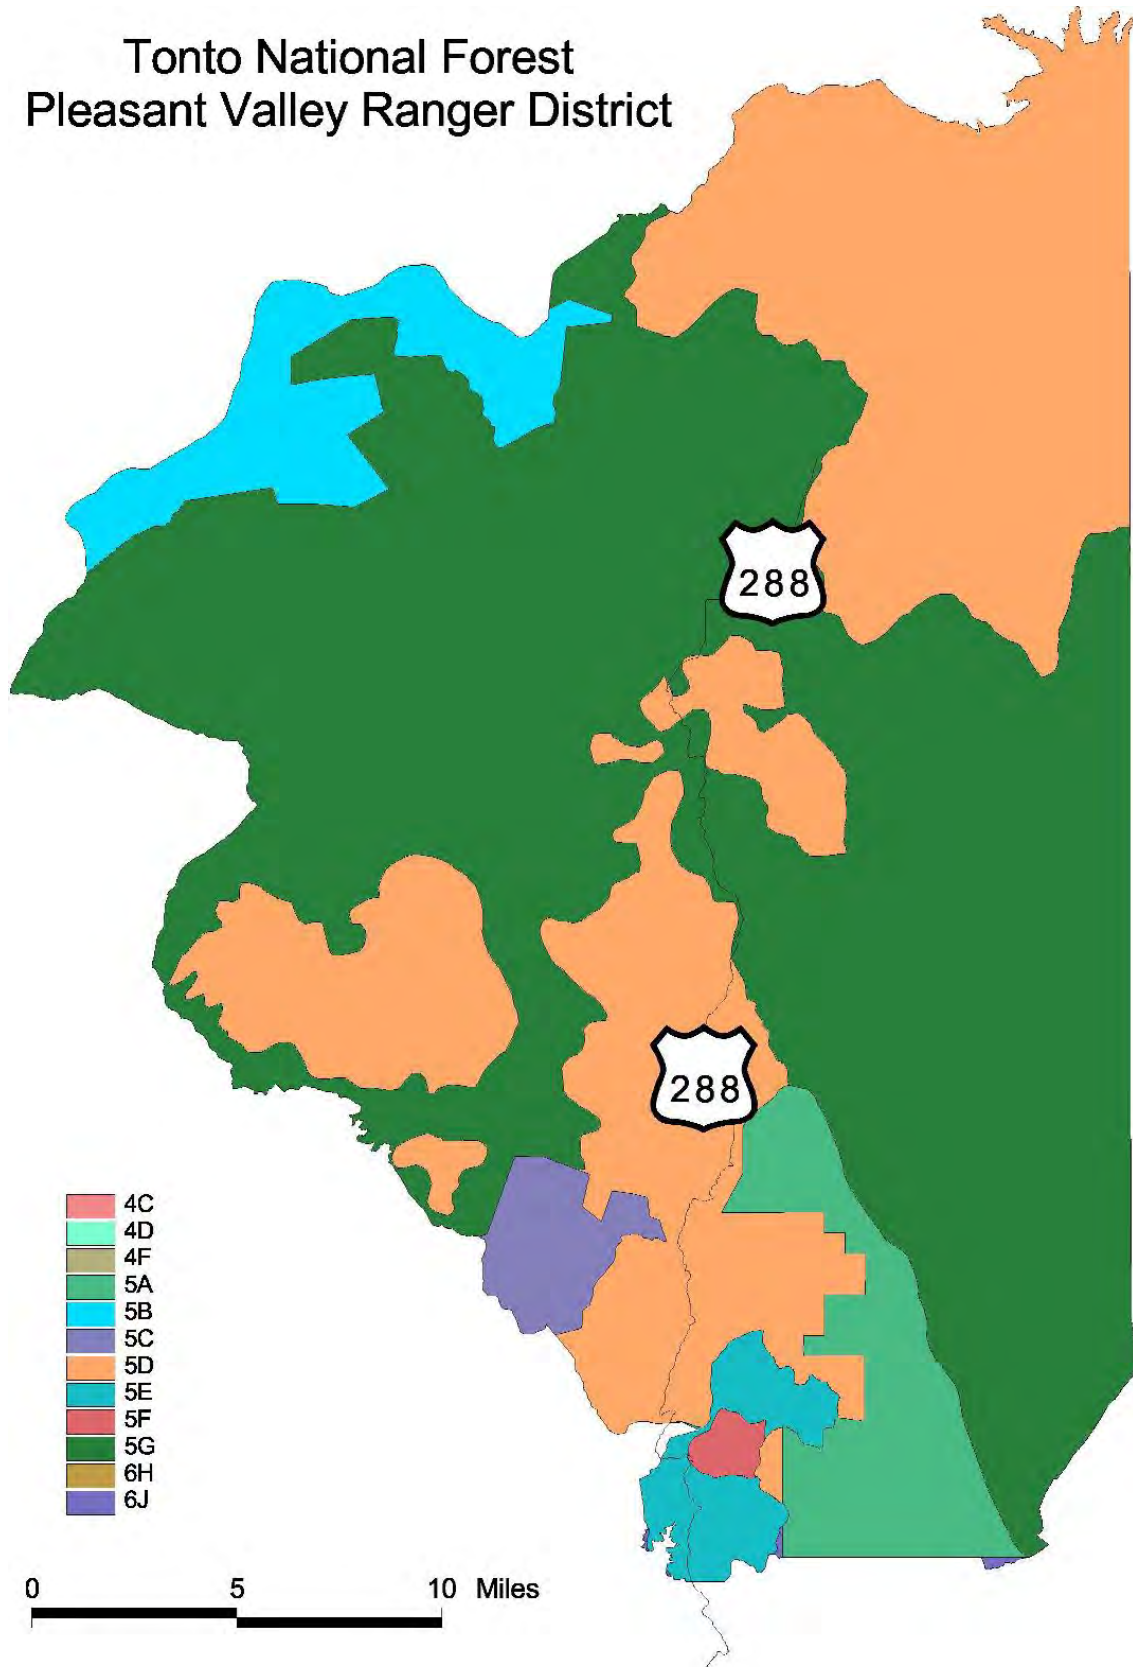 Tonto National Forest
Pleasant Valley Ranger District
288
288
4C
4D
4F
5A
5B
5C
5D
5E
5F
5G
6H
6J
0 5 10 Miles